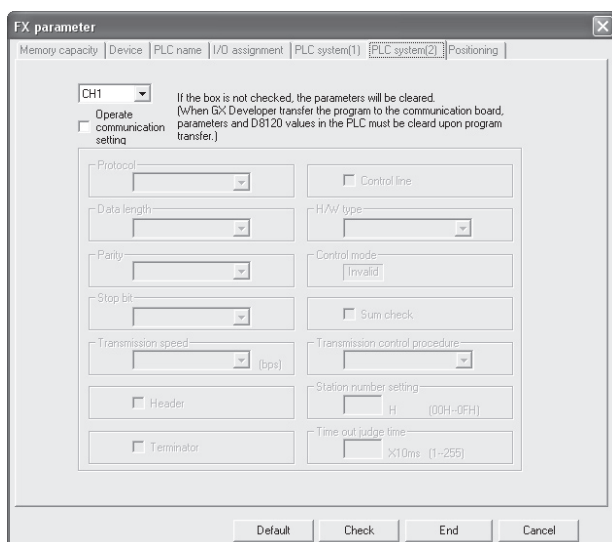 FX parameter
Memory capacity Device PLC name I/O assignment PLC system(1) PLC system(2) Positioning
CH1
If the box is not checked, the parameters will be cleared.
(When GX Developer transfer the program to the communication board,
parameters and D8120 values in the PLC must be cleard upon program
transfer.)
Operate
communication
setting
Protocol
Control line
Data length
H/W type
Parity
Control mode
Invalid
Stop bit
Sum check
Transmission speed
(bps)
Transmission control procedure
Header
Station number setting
H (00H--0FH)
Terminator
Time out judge time
X10ms (1--255)
Default Check End Cancel